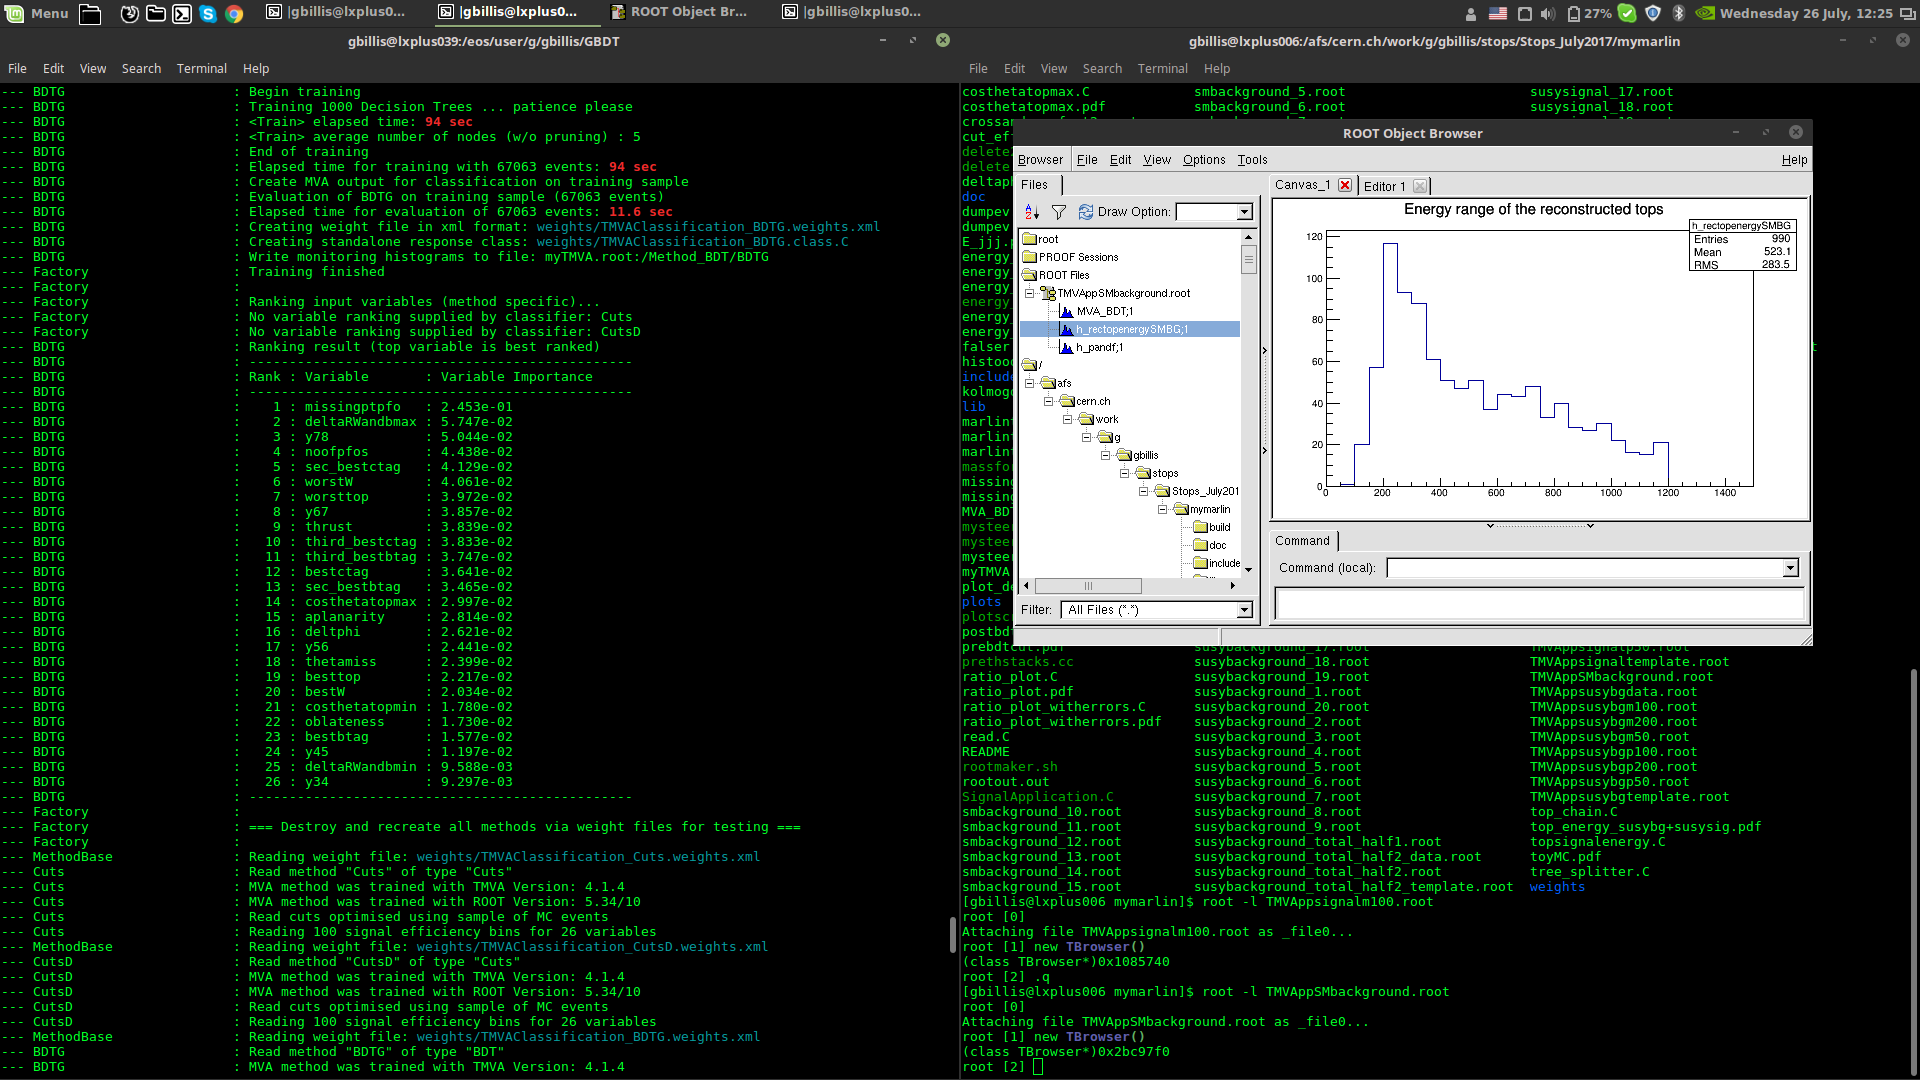 Menu
|gbillis@lxplus0...
|gbillis@lxplus0...
ROOT Object Br...
|gbillis@lxplus0...
27%
Wednesday 26 July, 12:25
gbillis@lxplus039:/eos/user/g/gbillis/GBDT
File Edit View Search Terminal Help
--- BDTG : Begin training
--- BDTG : Training 1000 Decision Trees ... patience please
--- BDTG : <Train> elapsed time: 94 sec
--- BDTG : <Train> average number of nodes (w/o pruning) : 5
--- BDTG : End of training
--- BDTG : Elapsed time for training with 67063 events: 94 sec
--- BDTG : Create MVA output for classification on training sample
--- BDTG : Evaluation of BDTG on training sample (67063 events)
--- BDTG : Elapsed time for evaluation of 67063 events: 11.6 sec
--- BDTG : Creating weight file in xml format: weights/TMVAClassification_BDTG.weights.xml
--- BDTG : Creating standalone response class: weights/TMVAClassification_BDTG.class.C
--- BDTG : Write monitoring histograms to file: myTMVA.root:/Method_BDT/BDTG
--- Factory : Training finished
--- Factory :
--- Factory : Ranking input variables (method specific)...
--- Factory : No variable ranking supplied by classifier: Cuts
--- Factory : No variable ranking supplied by classifier: CutsD
--- BDTG : Ranking result (top variable is best ranked)
--- BDTG : ------------------------------------------------
--- BDTG : Rank : Variable : Variable Importance
--- BDTG : ------------------------------------------------
--- BDTG : 1 : missingptpfo : 2.453e-01
--- BDTG : 2 : deltaRWandbmax : 5.747e-02
--- BDTG : 3 : y78 : 5.044e-02
--- BDTG : 4 : noofpfos : 4.438e-02
--- BDTG : 5 : sec_bestctag : 4.129e-02
--- BDTG : 6 : worstW : 4.061e-02
--- BDTG : 7 : worsttop : 3.972e-02
--- BDTG : 8 : y67 : 3.857e-02
--- BDTG : 9 : thrust : 3.839e-02
--- BDTG : 10 : third_bestctag : 3.833e-02
--- BDTG : 11 : third_bestbtag : 3.747e-02
--- BDTG : 12 : bestctag : 3.641e-02
--- BDTG : 13 : sec_bestbtag : 3.465e-02
--- BDTG : 14 : costhetatopmax : 2.997e-02
--- BDTG : 15 : aplanarity : 2.814e-02
--- BDTG : 16 : deltphi : 2.621e-02
--- BDTG : 17 : y56 : 2.441e-02
--- BDTG : 18 : thetamiss : 2.399e-02
--- BDTG : 19 : besttop : 2.217e-02
--- BDTG : 20 : bestW : 2.034e-02
--- BDTG : 21 : costhetatopmin : 1.780e-02
--- BDTG : 22 : oblateness : 1.730e-02
--- BDTG : 23 : bestbtag : 1.577e-02
--- BDTG : 24 : y45 : 1.197e-02
--- BDTG : 25 : deltaRWandbmin : 9.588e-03
--- BDTG : 26 : y34 : 9.297e-03
--- BDTG : ------------------------------------------------
--- Factory :
--- Factory : === Destroy and recreate all methods via weight files for testing ===
--- Factory :
--- MethodBase : Reading weight file: weights/TMVAClassification_Cuts.weights.xml
--- Cuts : Read method "Cuts" of type "Cuts"
--- Cuts : MVA method was trained with TMVA Version: 4.1.4
--- Cuts : MVA method was trained with ROOT Version: 5.34/10
--- Cuts : Read cuts optimised using sample of MC events
--- Cuts : Reading 100 signal efficiency bins for 26 variables
--- MethodBase : Reading weight file: weights/TMVAClassification_CutsD.weights.xml
--- CutsD : Read method "CutsD" of type "Cuts"
--- CutsD : MVA method was trained with TMVA Version: 4.1.4
--- CutsD : MVA method was trained with ROOT Version: 5.34/10
--- CutsD : Read cuts optimised using sample of MC events
--- CutsD : Reading 100 signal efficiency bins for 26 variables
--- MethodBase : Reading weight file: weights/TMVAClassification_BDTG.weights.xml
--- BDTG : Read method "BDTG" of type "BDT"
--- BDTG : MVA method was trained with TMVA Version: 4.1.4
gbillis@lxplus006:/afs/cern.ch/work/g/gbillis/stops/Stops_July2017/mymarlin
File Edit View Search Terminal Help
costhetatopmax.C smbackground_5.root susysignal_17.root
costhetatopmax.pdf smbackground_6.root susysignal_18.root
cut_ef
delete
delete
deltap
doc
dumpev
dumpev
E_jjj.
energy_
energy_
energy_
energy_
energy_
energy_
falser
histoo
include
kolmog
lib
marlin
marlin
marlin
marlin
massfor
missing
missing
MVA_BD
myste
myste
mystee
myTMVA
plot_de
plots
plotsc
postbd
ROOT Object Browser
Browser File Edit View Options Tools Help
Files
Draw Option:
root
PROOF Sessions
ROOT Files
TMVAppSMbackground.root
MVA_BDT;1
h_rectopenergySMBG;1
h_pandf;1
/
afs
cern.ch
work
g
gbillis
stops
Stops_July201
mymarlin
build
doc
include
Filter: All Files (*.*)
Canvas_1 Editor 1
Energy range of the reconstructed tops
h_rectopenergySMBG
Entries 990
Mean 523.1
RMS 283.5
120
100
80
60
40
20
0
0 200 400 600 800 1000 1200 1400
Command
Command (local):
prebdtcut.pdf susybackground_17.root TMVAppsignalp50.root
prethstacks.cc susybackground_18.root TMVAppsignaltemplate.root
ratio_plot.C susybackground_19.root TMVAppSMbackground.root
ratio_plot.pdf susybackground_1.root TMVAppsusybgdata.root
ratio_plot_witherrors.C susybackground_20.root TMVAppsusybgm100.root
ratio_plot_witherrors.pdf susybackground_2.root TMVAppsusybgm200.root
read.C susybackground_3.root TMVAppsusybgm50.root
README susybackground_4.root TMVAppsusybgp100.root
rootmaker.sh susybackground_5.root TMVAppsusybgp200.root
rootout.out susybackground_6.root TMVAppsusybgp50.root
SignalApplication.C susybackground_7.root TMVAppsusybgtemplate.root
smbackground_10.root susybackground_8.root top_chain.C
smbackground_11.root susybackground_9.root top_energy_susybg+susysig.pdf
smbackground_12.root susybackground_total_half1.root topsignalenergy.C
smbackground_13.root susybackground_total_half2_data.root toyMC.pdf
smbackground_14.root susybackground_total_half2.root tree_splitter.C
smbackground_15.root susybackground_total_half2_template.root weights
[gbillis@lxplus006 mymarlin]$ root -l TMVAppsignalm100.root
root [0]
Attaching file TMVAppsignalm100.root as _file0...
root [1] new TBrowser()
(class TBrowser*)0x1085740
root [2] .q
[gbillis@lxplus006 mymarlin]$ root -l TMVAppSMbackground.root
root [0]
Attaching file TMVAppSMbackground.root as _file0...
root [1] new TBrowser()
(class TBrowser*)0x2bc97f0
root [2]